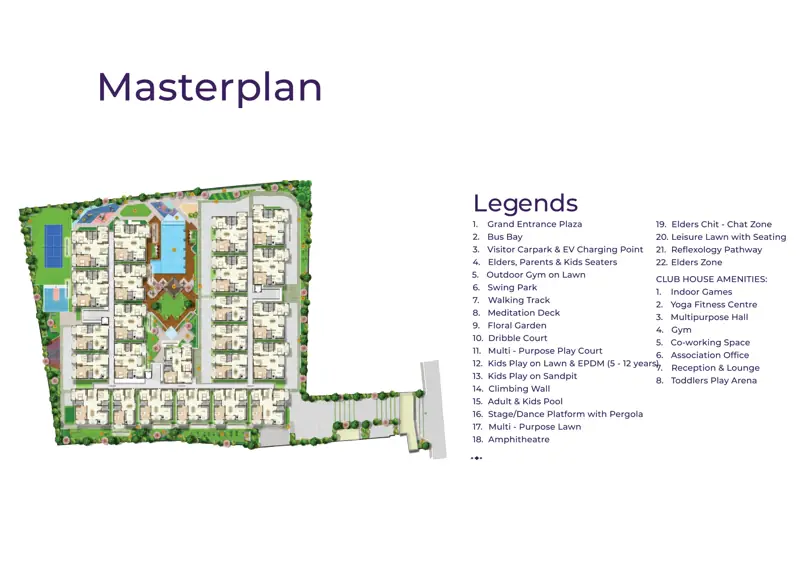 Masterplan
Legends
1. Grand Entrance Plaza
2. Bus Bay
3. Visitor Carpark & EV Charging Point
4. Elders, Parents & Kids Seaters
5. Outdoor Gym on Lawn
6. Swing Park
7. Walking Track
8. Meditation Deck
9. Floral Garden
10. Dribble Court
11. Multi - Purpose Play Court
12. Kids Play on Lawn & EPDM (5 - 12 years)
13. Kids Play on Sandpit
14. Climbing Wall
15. Adult & Kids Pool
16. Stage/Dance Platform with Pergola
17. Multi - Purpose Lawn
18. Amphitheatre
19. Elders Chit - Chat Zone
20. Leisure Lawn with Seating
21. Reflexology Pathway
22. Elders Zone
CLUB HOUSE AMENITIES:
1. Indoor Games
2. Yoga Fitness Centre
3. Multipurpose Hall
4. Gym
5. Co-working Space
6. Association Office
7. Reception & Lounge
8. Toddlers Play Arena